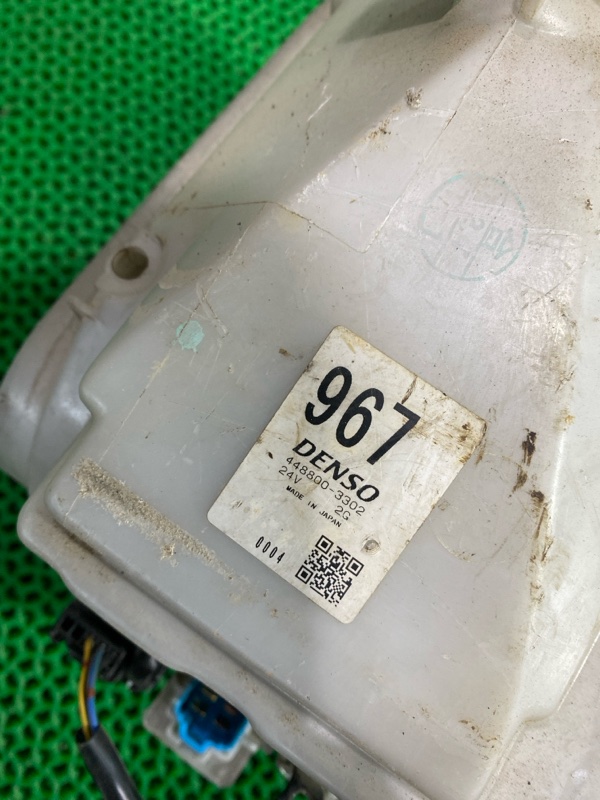 967
DENSO
448800-3302
24V 2G
MADE IN JAPAN
0004